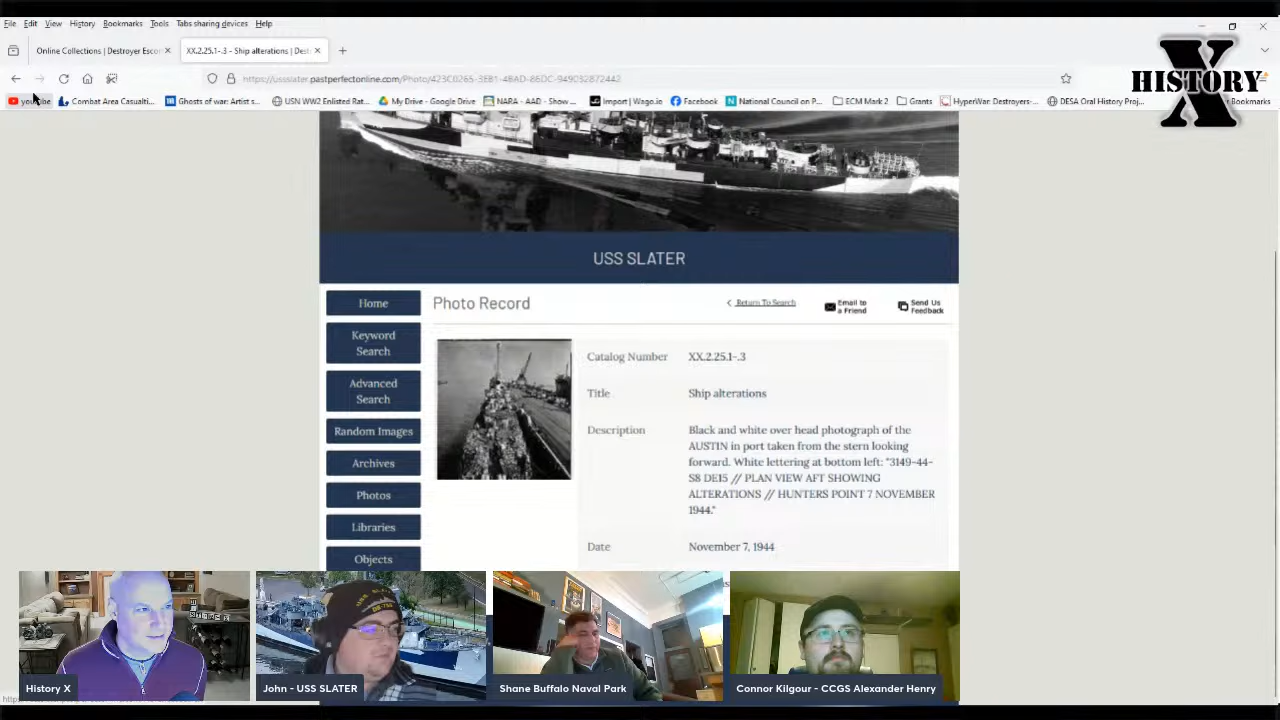 File Edit View History Bookmarks Tools Tabs sharing devices Help
Online Collections | Destroyer Escor
XX.2.25.1-.3 - Ship alterations | Des
X
HISTORY
youtube
Combat Area Casualti...
Ghosts of war: Artist s...
USN WW2 Enlisted Rat...
My Drive - Google Drive
NARA - AAD - Show ...
Import | Wago.io
Facebook
National Council on P...
ECM Mark 2
Grants
HyperWar: Destroyers-...
DESA Oral History Proj...
Bookmarks
USS SLATER
Home
Keyword
Search
Advanced
Search
Random Images
Archives
Photos
Libraries
Objects
Photo Record
Return To Search
Email to
a Friend
Send Us
Feedback
Catalog Number XX.2.25.1-.3
Title Ship alterations
Description Black and white over head photograph of the
AUSTIN in port taken from the stern looking
forward. White lettering at bottom left: "3149-44-
S8 DE15 // PLAN VIEW AFT SHOWING
ALTERATIONS // HUNTERS POINT 7 NOVEMBER
1944."
Date November 7, 1944
History X
John - USS SLATER
Shane Buffalo Naval Park
Connor Kilgour - CCGS Alexander Henry